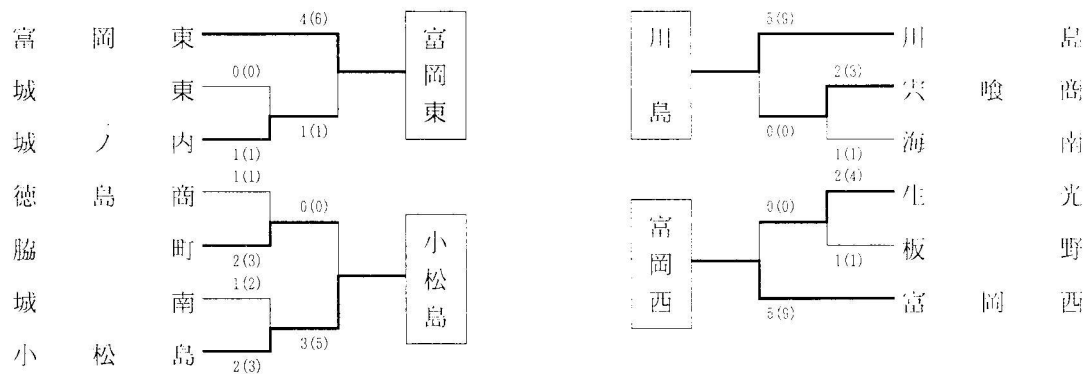 4(6)
富岡東
0(0)
城東
1(1)
城ノ内
1(1)
富岡東
1(1)
徳島商
0(0)
脇町
2(3)
1(2)
城南
3(5)
小松島
2(3)
小松島
5(9)
川島
川島
2(3)
宍喰商
0(0)
1(1)
海南
2(4)
生光
0(0)
1(1)
板野
富岡西
富岡西
5(9)